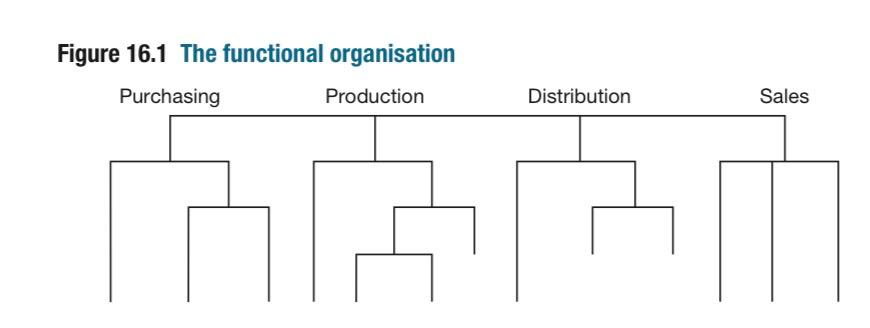 Figure 16.1 The functional organisation
Purchasing Production Distribution Sales